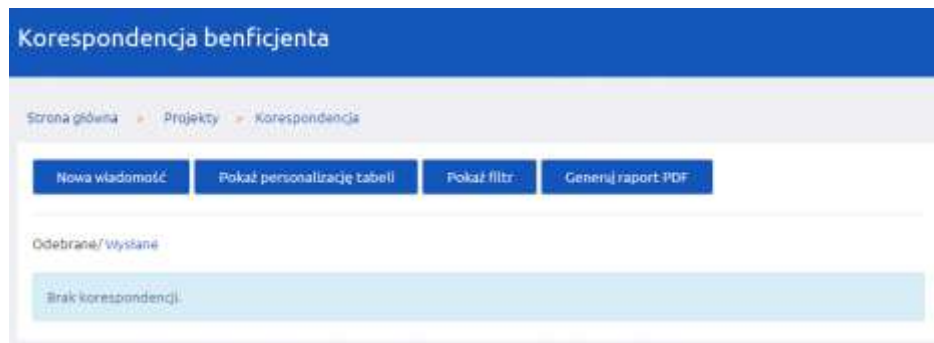 Korespondencja benficjenta
Strona główna » Projekty » Korespondencja
Nowa wiadomość Pokaż personalizację tabeli Pokaż filtr Generuj raport PDF
Odebrane/ Wysłane
Brak korespondencji.